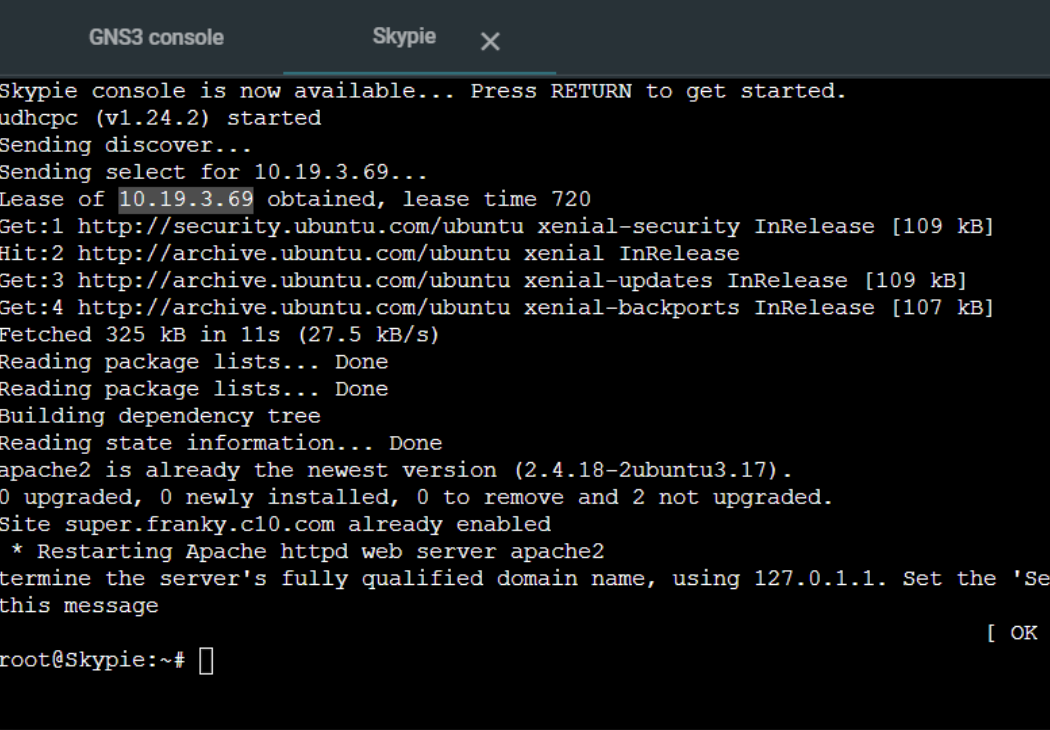 GNS3 console
Skypie
Skypie console is now available... Press RETURN to get started.
udhcpc (v1.24.2) started
Sending discover...
Sending select for 10.19.3.69...
Lease of 10.19.3.69 obtained, lease time 720
Get:1 http://security.ubuntu.com/ubuntu xenial-security InRelease [109 kB]
Hit:2 http://archive.ubuntu.com/ubuntu xenial InRelease
Get:3 http://archive.ubuntu.com/ubuntu xenial-updates InRelease [109 kB]
Get:4 http://archive.ubuntu.com/ubuntu xenial-backports InRelease [107 kB]
Fetched 325 kB in 11s (27.5 kB/s)
Reading package lists... Done
Reading package lists... Done
Building dependency tree
Reading state information... Done
apache2 is already the newest version (2.4.18-2ubuntu3.17).
0 upgraded, 0 newly installed, 0 to remove and 2 not upgraded.
Site super.franky.c10.com already enabled
* Restarting Apache httpd web server apache2
termine the server's fully qualified domain name, using 127.0.1.1. Set the 'Se
this message
[ OK
root@Skypie:~#